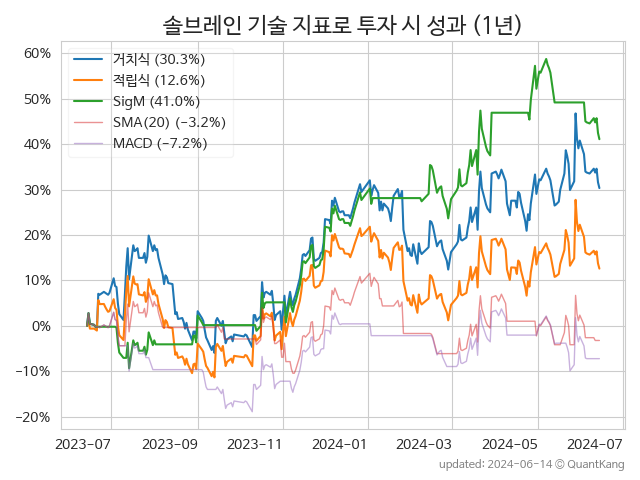 솔브레인 기술 지표로 투자 시 성과 (1년)
60%
50%
40%
30%
20%
10%
0%
−10%
−20%
거치식 (30.3%)
적립식 (12.6%)
SigM (41.0%)
SMA(20) (−3.2%)
MACD (−7.2%)
2023-07
2023-09
2023-11
2024-01
2024-03
2024-05
2024-07
updated: 2024-06-14 © QuantKang